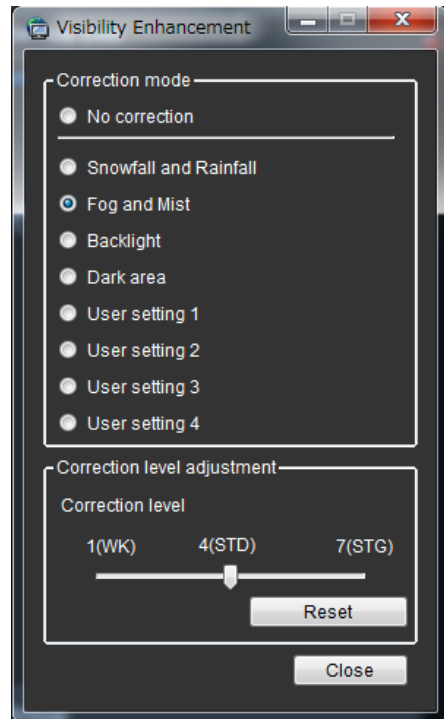 Visibility Enhancement
Correction mode
No correction
Snowfall and Rainfall
Fog and Mist
Backlight
Dark area
User setting 1
User setting 2
User setting 3
User setting 4
Correction level adjustment
Correction level
1(WK) 4(STD) 7(STG)
Reset
Close